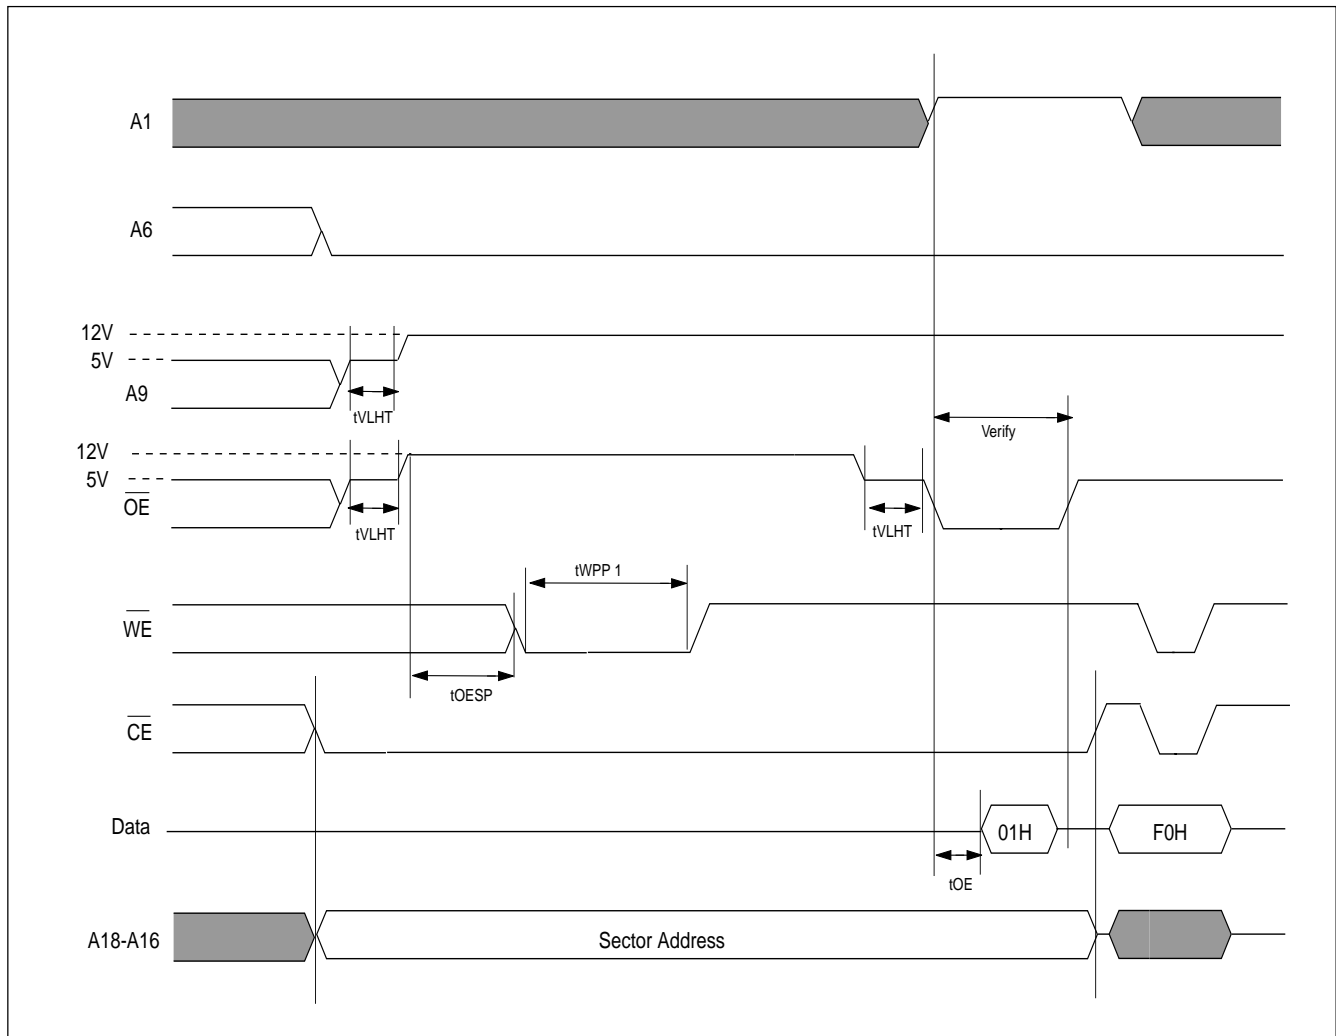 A1
A6
12V
5V
A9
tVLHT
Verify
12V
5V
OE
tVLHT
tVLHT
tWPP 1
WE
tOESP
CE
Data
01H
F0H
tOE
A18-A16
Sector Address